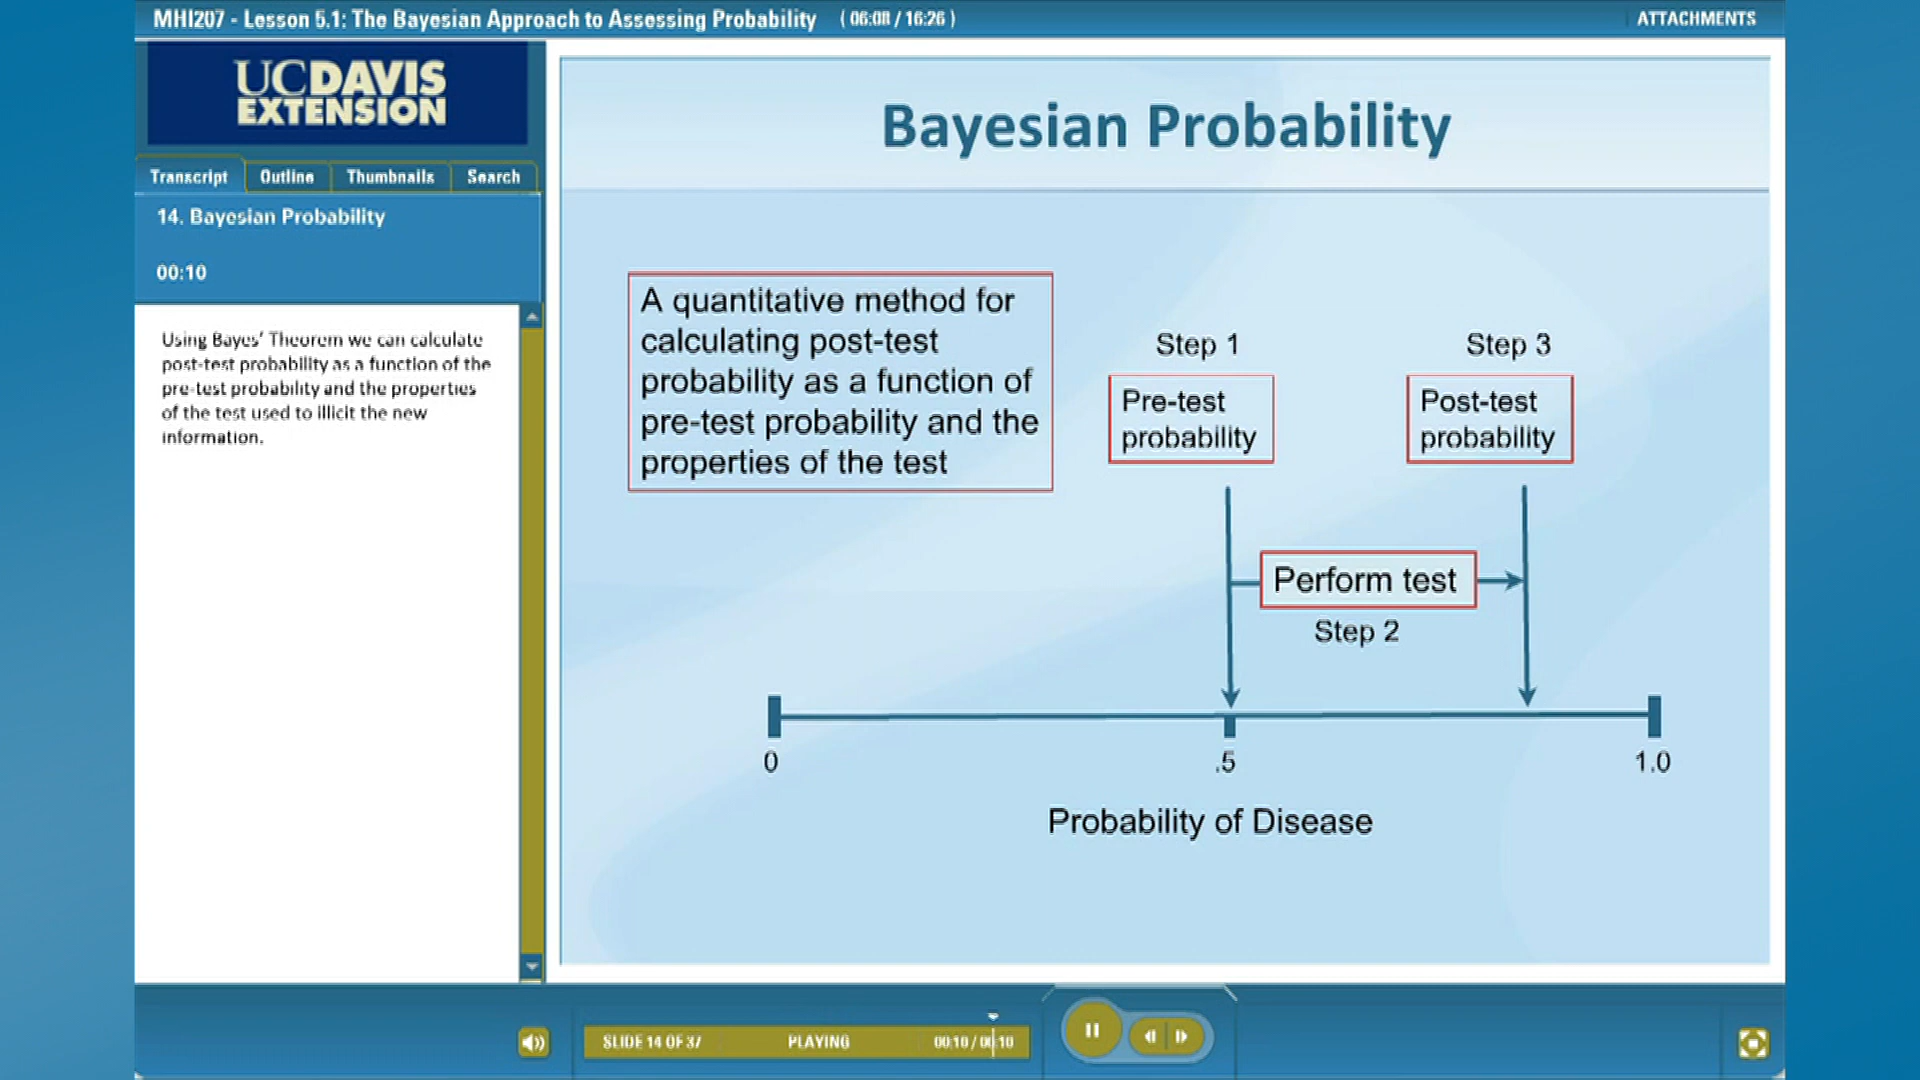 MHI207 - Lesson 5.1: The Bayesian Approach to Assessing Probability ( 06:08 / 16:26 )
ATTACHMENTS
UCDAVIS
EXTENSION
Transcript
Outline
Thumbnails
Search
14. Bayesian Probability
00:10
Using Bayes' Theorem we can calculate
post-test probability as a function of the
pre-test probability and the properties
of the test used to illicit the new
information.
Bayesian Probability
A quantitative method for
calculating post-test
probability as a function of
pre-test probability and the
properties of the test
Step 1
Pre-test
probability
Step 3
Post-test
probability
Perform test
Step 2
0
.5
1.0
Probability of Disease
SLIDE 14 OF 37
PLAYING
00:10 / 00:10